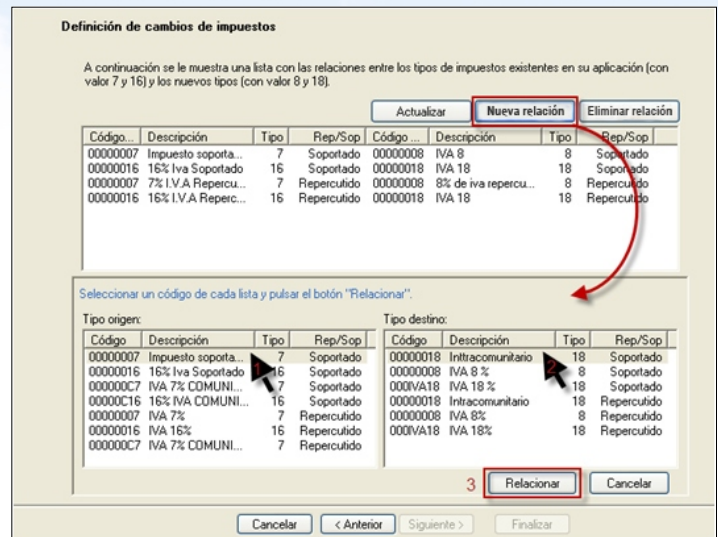 Definición de cambios de impuestos
A continuación se le muestra una lista con las relaciones entre los tipos de impuestos existentes en su aplicación (con
valor 7 y 16) y los nuevos tipos (con valor 8 y 18).
Actualizar Nueva relación Eliminar relación
Código... Descripción Tipo Rep/Sop Código ... Descripción Tipo Rep/Sop
00000007 Impuesto soporta... 7 Soportado 00000008 IVA 8 8 Soportado
00000016 16% Iva Soportado 16 Soportado 00000018 IVA 18 18 Soportado
00000007 7% I.V.A Repercu... 7 Repercutido 00000008 8% de iva repercu... 8 Repercutido
00000016 16% I.V.A Reperc... 16 Repercutido 00000018 IVA 18 18 Repercutido
Seleccionar un código de cada lista y pulsar el botón "Relacionar".
Tipo origen: Tipo destino:
Código Descripción Tipo Rep/Sop Código Descripción Tipo Rep/Sop
00000007 Impuesto soporta... 7 Soportado 00000018 Inttracomunitario 18 Soportado
00000016 16% Iva Soportado 16 Soportado 00000008 IVA 8 % 8 Soportado
000000C7 IVA 7% COMUNI... 7 Soportado 000IVA18 IVA 18 % 18 Soportado
00000C16 16% IVA COMUNI... 16 Soportado 00000018 Intracomunitario 18 Repercutido
00000007 IVA 7% 7 Repercutido 00000008 IVA 8% 8 Repercutido
00000016 IVA 16% 16 Repercutido 000IVA18 IVA 18% 18 Repercutido
000000C7 IVA 7% COMUNI... 7 Repercutido
1
2
3 Relacionar Cancelar
Cancelar < Anterior Siguiente > Finalizar